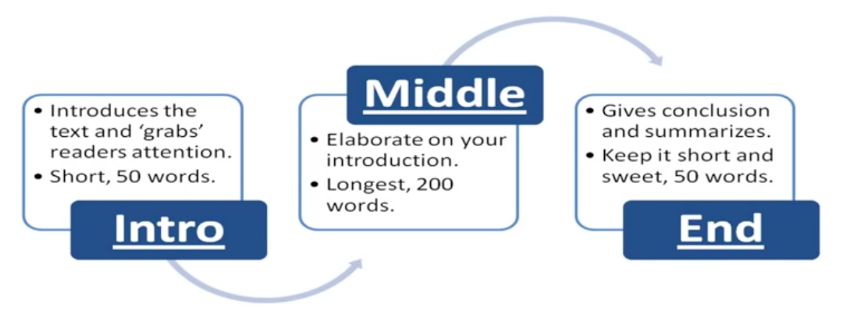 • Introduces the
text and ‘grabs’
readers attention.
• Short, 50 words.
Intro
Middle
• Elaborate on your
introduction.
• Longest, 200
words.
• Gives conclusion
and summarizes.
• Keep it short and
sweet, 50 words.
End